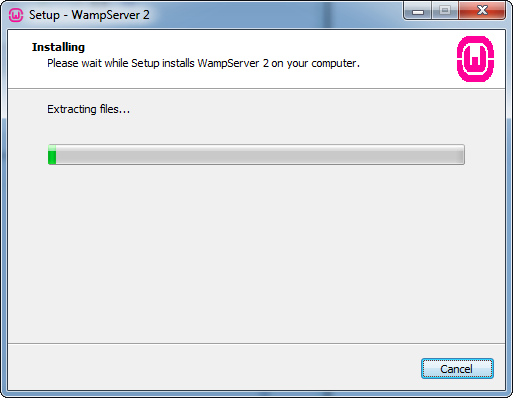 Setup - WampServer 2
Installing
Please wait while Setup installs WampServer 2 on your computer.
Extracting files...
Cancel